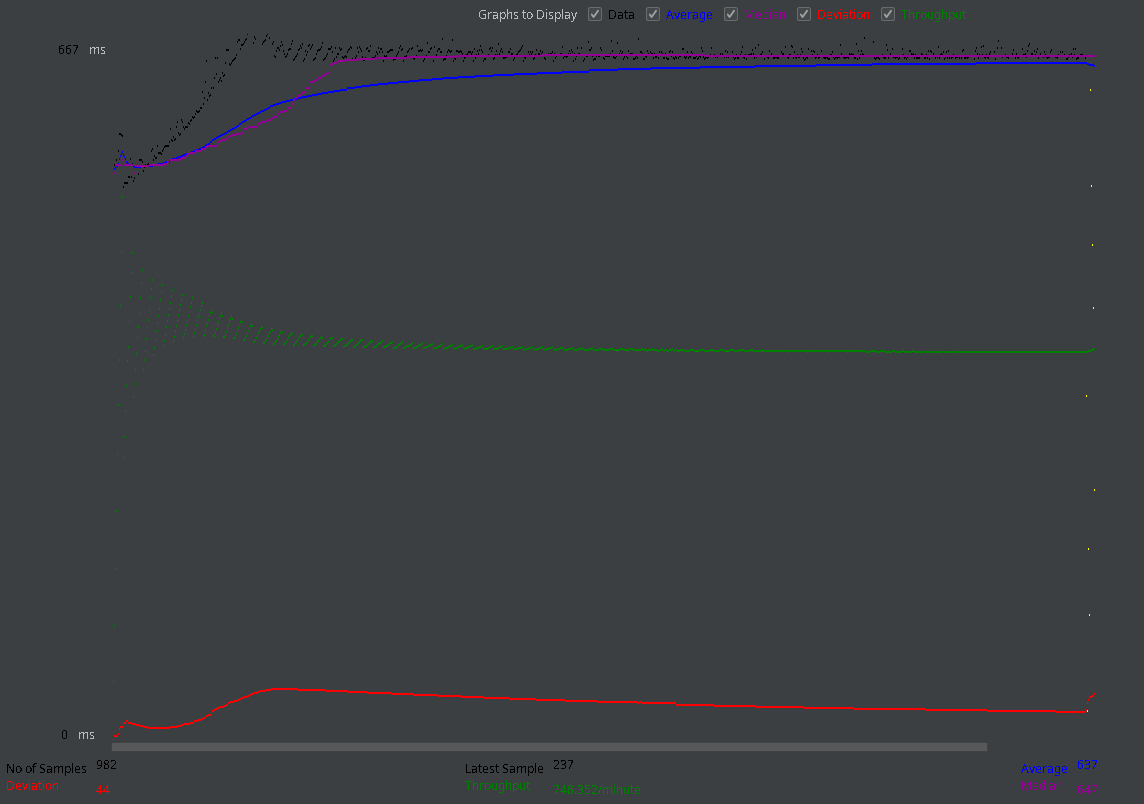 Graphs to Display Data Average Median Deviation Throughput
667 ms
0 ms
No of Samples 982 Latest Sample 237 Average 637
Deviation 44 Throughput 748.352/minute Median